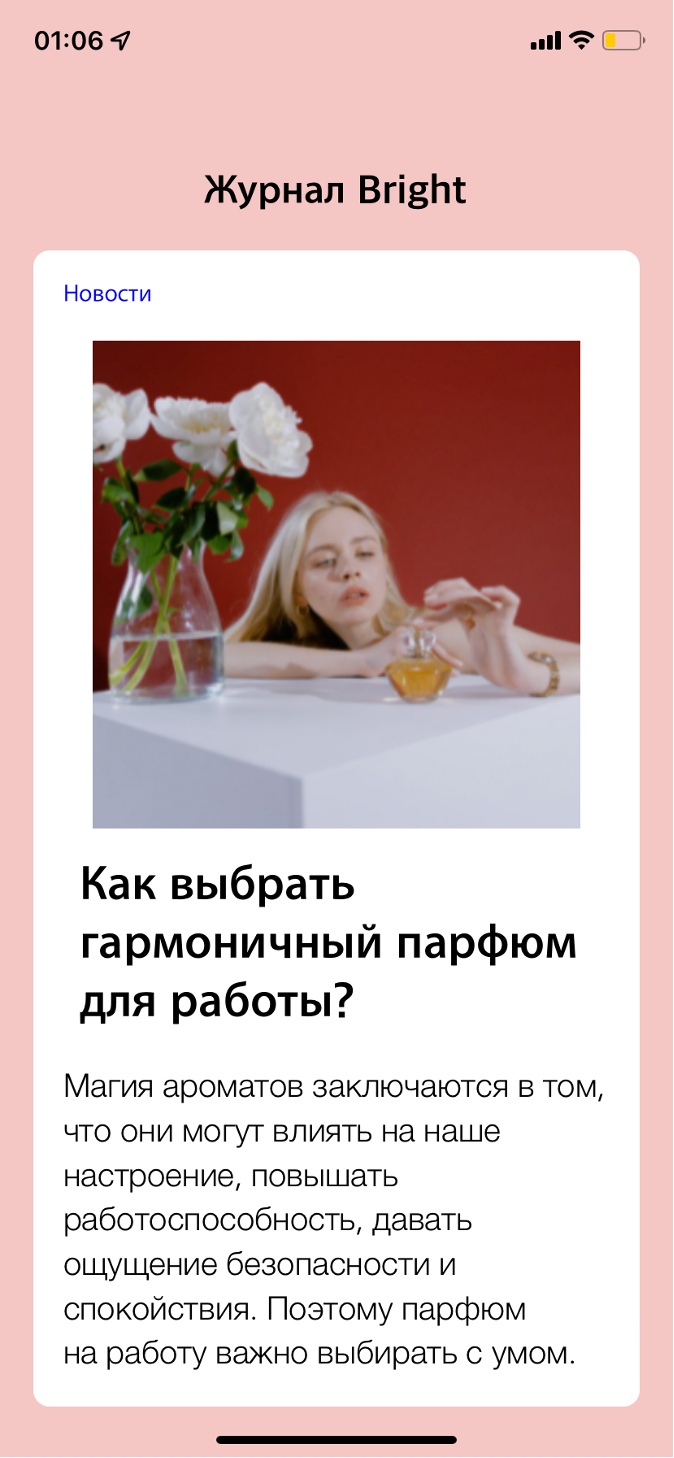 01:06
Журнал Bright
Новости
Как выбрать
гармоничный парфюм
для работы?
Магия ароматов заключаются в том,
что они могут влиять на наше
настроение, повышать
работоспособность, давать
ощущение безопасности и
спокойствия. Поэтому парфюм
на работу важно выбирать с умом.